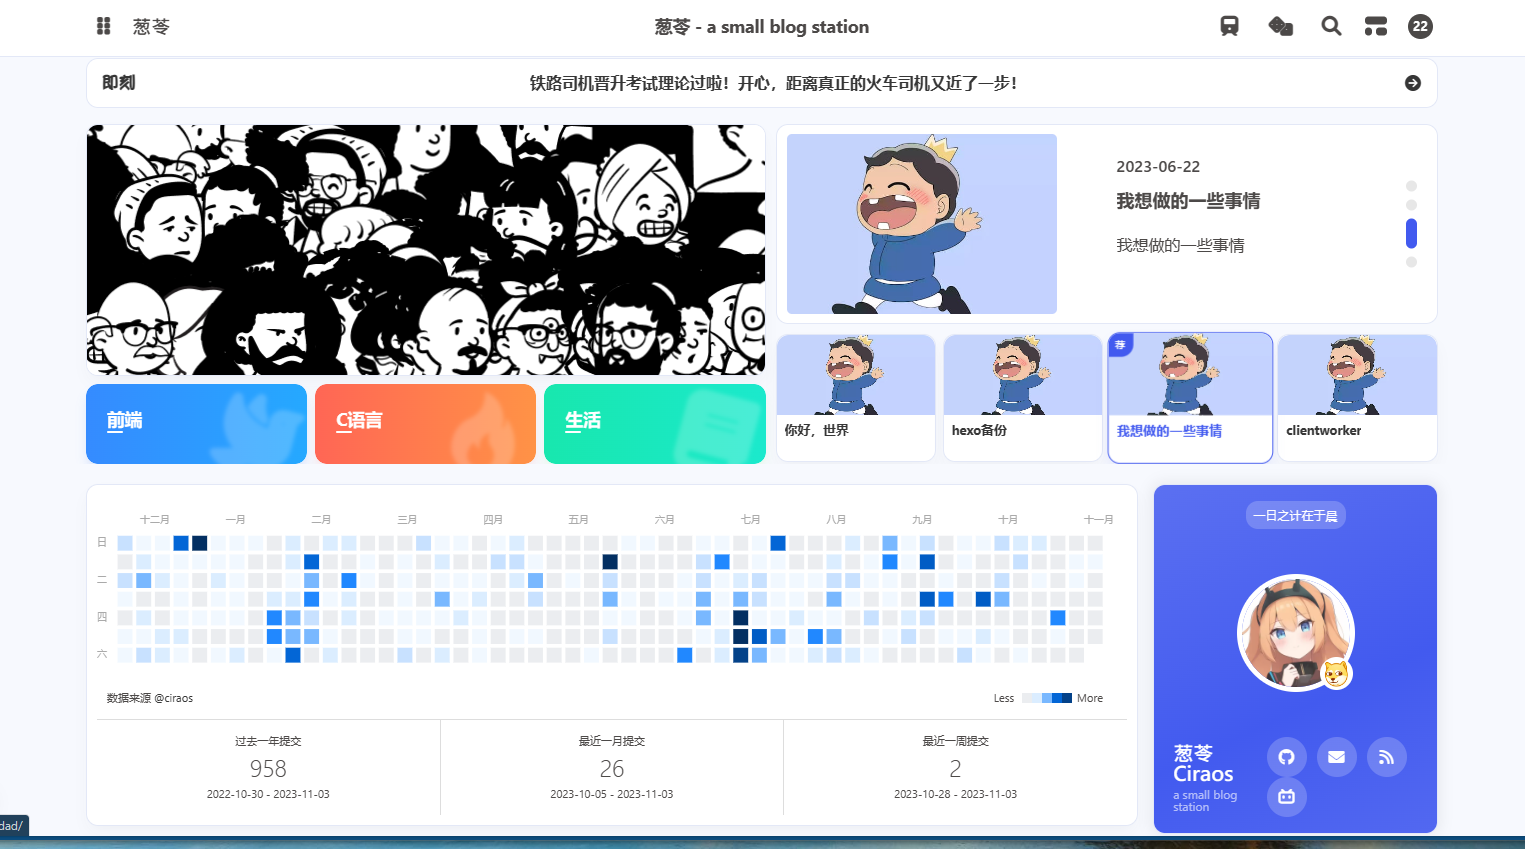 葱苓
葱苓 - a small blog station
22
即刻
铁路司机晋升考试理论过啦！开心，距离真正的火车司机又近了一步！
2023-06-22
我想做的一些事情
我想做的一些事情
前端
C语言
生活
你好，世界
hexo备份
荐
我想做的一些事情
clientworker
十二月 一月 二月 三月 四月 五月 六月 七月 八月 九月 十月 十一月
日
二
四
六
数据来源 @ciraos
Less More
过去一年提交
958
2022-10-30 - 2023-11-03
最近一月提交
26
2023-10-05 - 2023-11-03
最近一周提交
2
2023-10-28 - 2023-11-03
一日之计在于晨
葱苓
Ciraos
a small blog
station
dad/